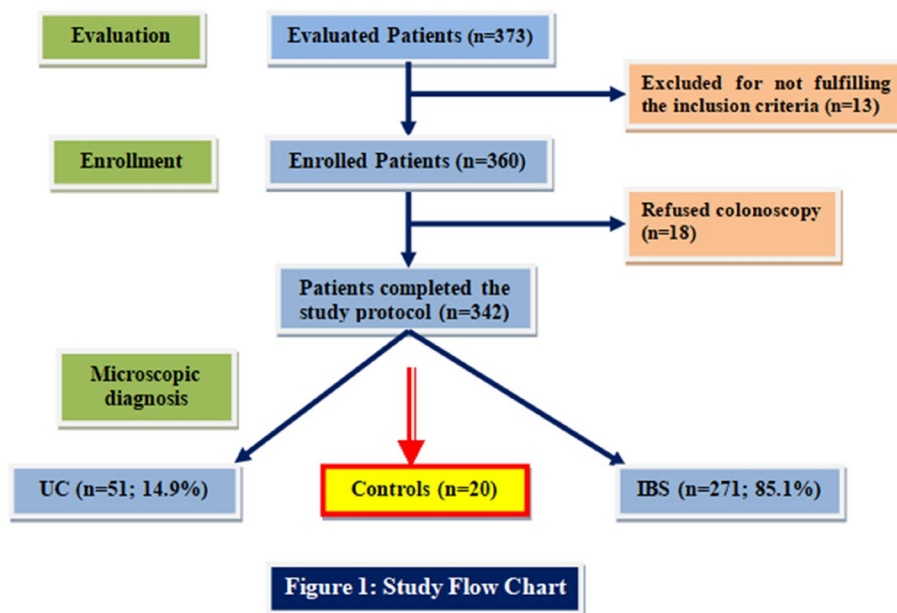 Evaluation
Evaluated Patients (n=373)
Excluded for not fulfilling
the inclusion criteria (n=13)
Enrollment
Enrolled Patients (n=360)
Refused colonoscopy
(n=18)
Patients completed the
study protocol (n=342)
Microscopic
diagnosis
UC (n=51; 14.9%)
Controls (n=20)
IBS (n=271; 85.1%)
Figure 1: Study Flow Chart